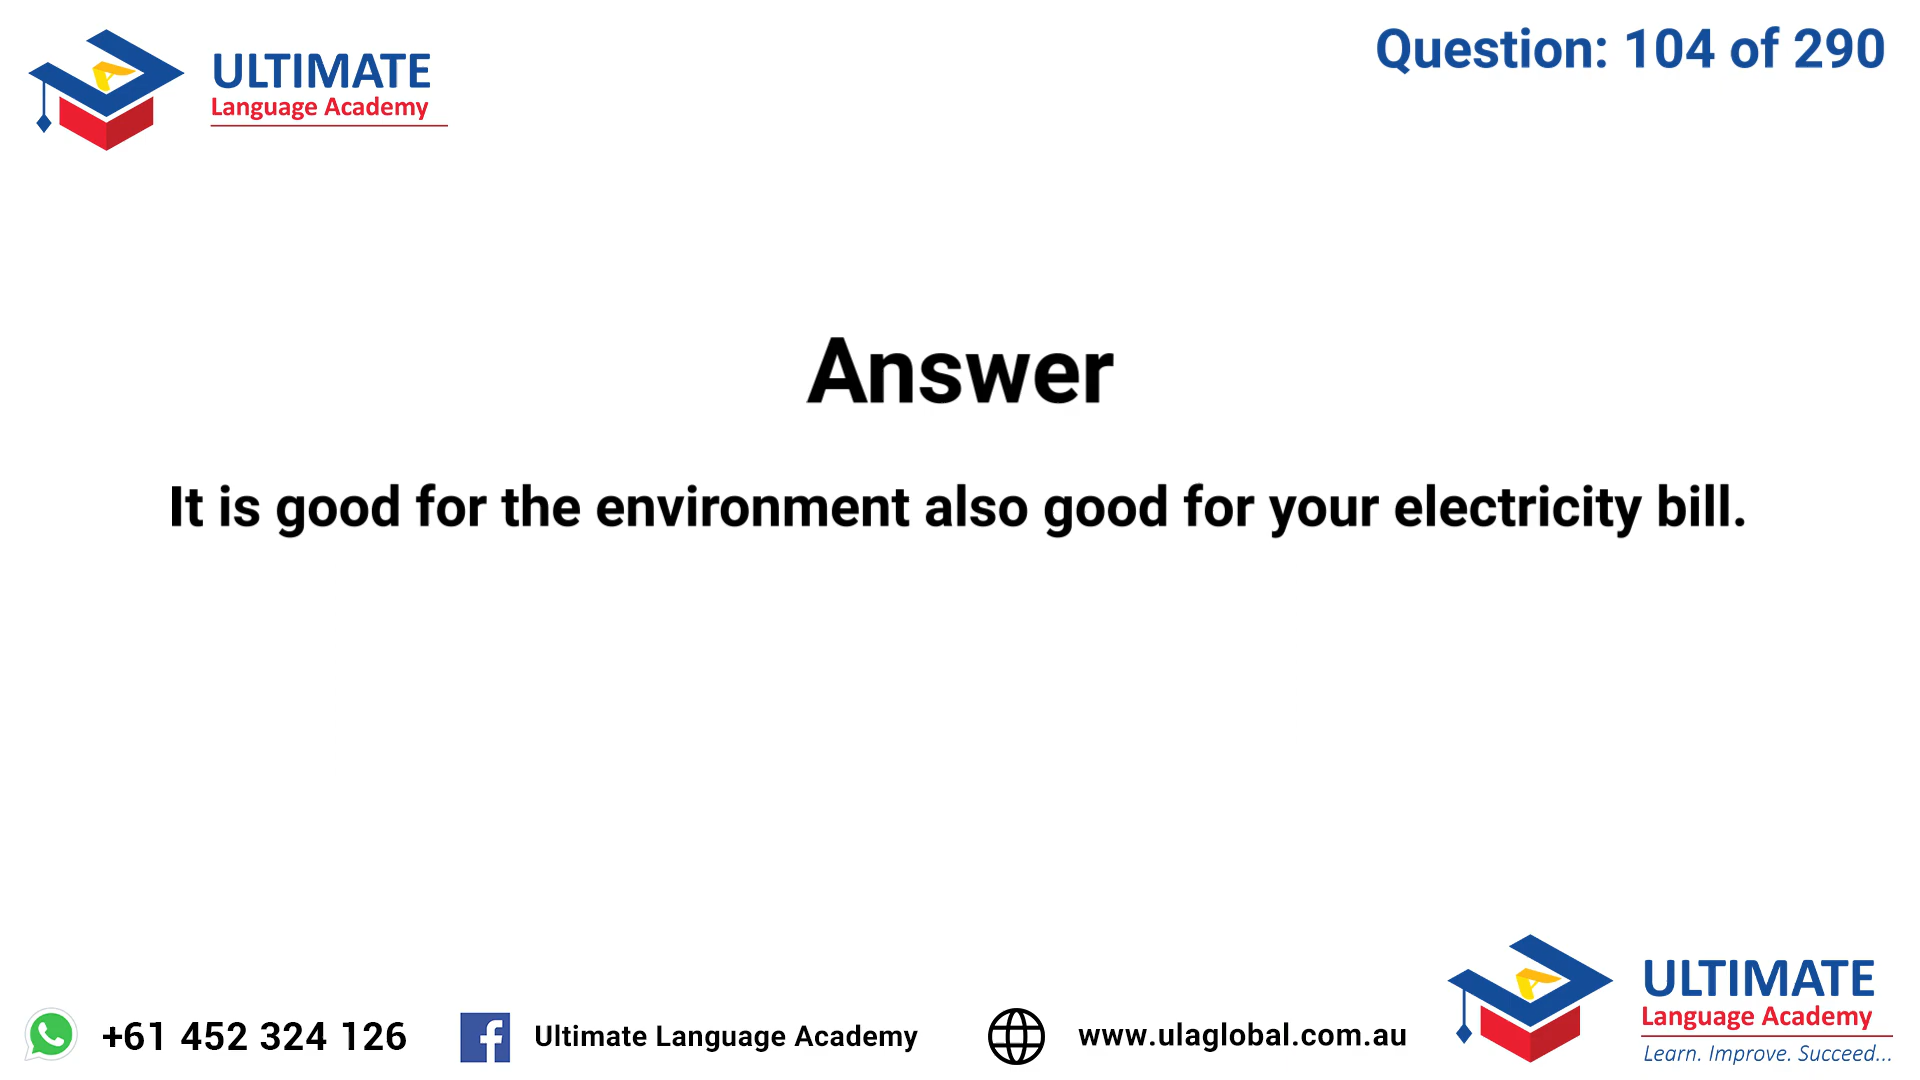 ULTIMATE
Language Academy
Question: 104 of 290
Answer
It is good for the environment also good for your electricity bill.
+61 452 324 126
Ultimate Language Academy
www.ulaglobal.com.au
ULTIMATE
Language Academy
Learn. Improve. Succeed...